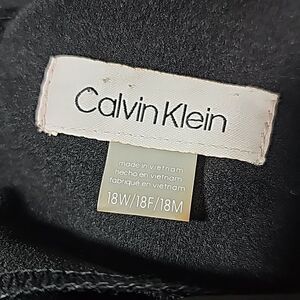 Calvin Klein
made in vietnam
hecho en vietnam
fabriqué en vietnam
18W/18F/18M